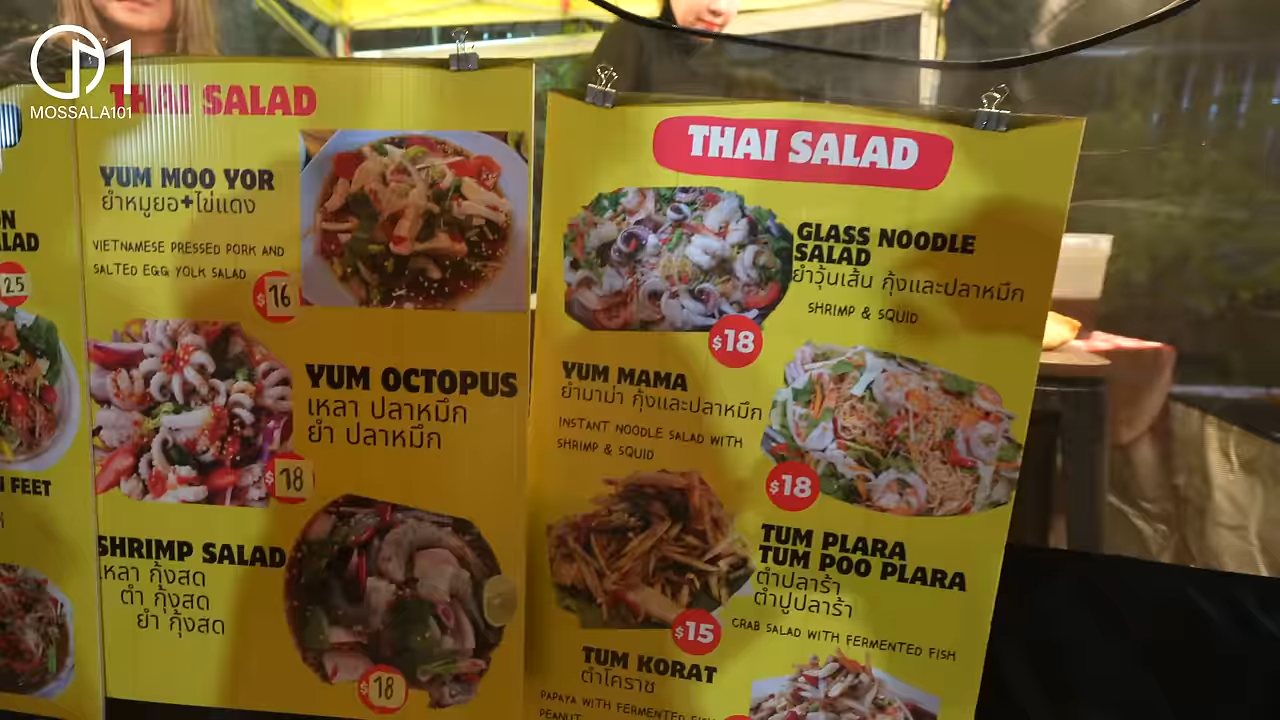 MOSSALA101
ALAD
25
FEET
THAI SALAD
YUM MOO YOR
ยำหมูยอ+ไข่แดง
VIETNAMESE PRESSED PORK AND
SALTED EGG YOLK SALAD
$16
YUM OCTOPUS
เหลา ปลาหมึก
ยำ ปลาหมึก
$18
SHRIMP SALAD
เหลา กุ้งสด
ตำ กุ้งสด
ยำ กุ้งสด
$18
THAI SALAD
GLASS NOODLE
SALAD
ยำวุ้นเส้น กุ้งและปลาหมึก
SHRIMP & SQUID
$18
YUM MAMA
ยำมาม่า กุ้งและปลาหมึก
INSTANT NOODLE SALAD WITH
SHRIMP & SQUID
$18
TUM PLARA
TUM POO PLARA
ตำปลาร้า
ตำปูปลาร้า
CRAB SALAD WITH FERMENTED FISH
$15
TUM KORAT
ตำโคราช
PAPAYA WITH FERMENTED FISH
PEANUT